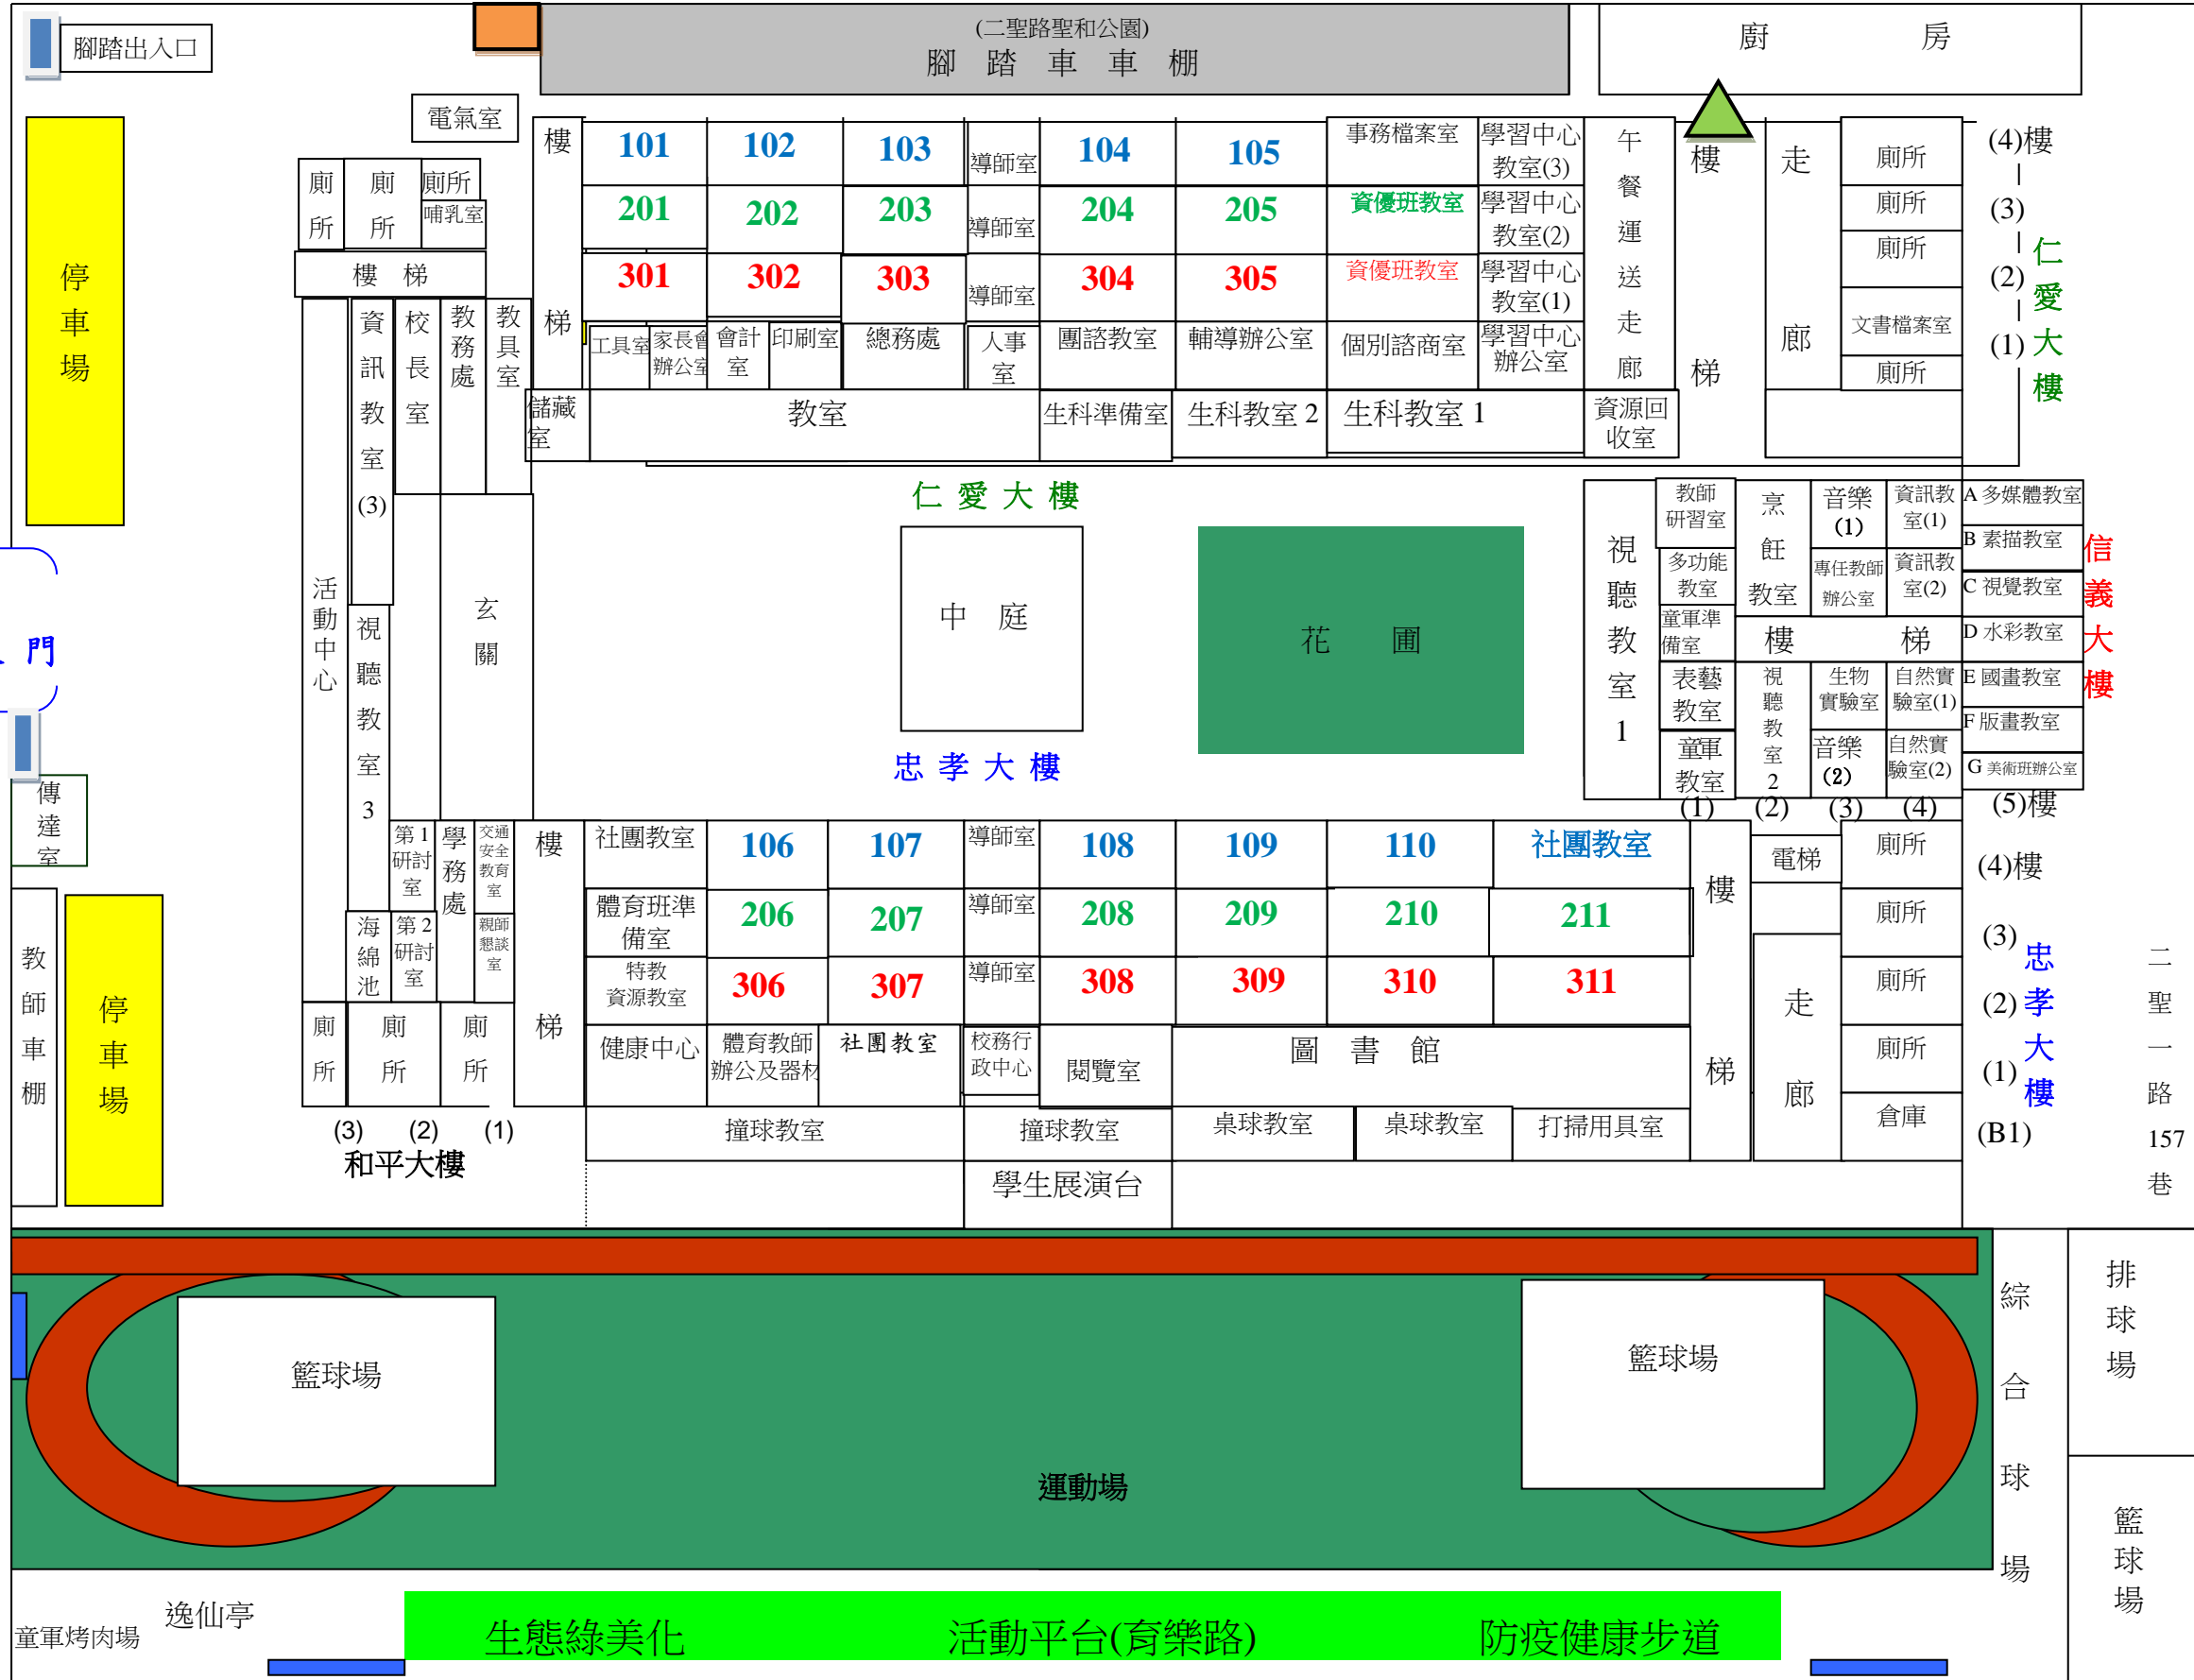 (二聖路聖和公園)
腳踏車車棚
廚房
腳踏出入口
電氣室
停車場
廁所
廁所
廁所
哺乳室
樓梯
樓梯
101
102
103
導師室
104
105
事務檔案室
學習中心
教室(3)
201
202
203
導師室
204
205
資優班教室
學習中心
教室(2)
301
302
303
導師室
304
305
資優班教室
學習中心
教室(1)
工具室
家長會
辦公室
會計
室
印刷室
總務處
人事
室
團諮教室
輔導辦公室
個別諮商室
學習中心
辦公室
儲藏
室
教室
生科準備室
生科教室 2
生科教室 1
資源回
收室
午餐運送走廊
樓梯
走廊
廁所
廁所
廁所
文書檔案室
廁所
(4)樓
(3)
(2)
(1)
仁愛大樓
資訊教室(3)
校長室
教務處
教具室
活動中心
視聽教室3
玄關
仁愛大樓
中庭
花圃
忠孝大樓
視聽教室1
教師
研習室
多功能
教室
童軍準
備室
表藝
教室
童軍
教室
烹飪
教室
音樂
(1)
資訊教
室(1)
專任教師
辦公室
資訊教
室(2)
樓梯
視聽教室2
生物
實驗室
自然實
驗室(1)
音樂
(2)
自然實
驗室(2)
(1)
(2)
(3)
(4)
A 多媒體教室
B 素描教室
C 視覺教室
D 水彩教室
E 國畫教室
F 版畫教室
G 美術班辦公室
(5)樓
信義大樓
門
傳達室
教師車棚
停車場
第 1
研討
室
學務處
交通
安全
教育
室
海綿池
第 2
研討
室
親師
懇談
室
廁所
廁所
廁所
(3)
(2)
(1)
和平大樓
樓梯
社團教室
106
107
導師室
108
109
110
社團教室
體育班準
備室
206
207
導師室
208
209
210
211
特教
資源教室
306
307
導師室
308
309
310
311
健康中心
體育教師
辦公及器材
社團教室
校務行
政中心
閱覽室
圖書館
撞球教室
撞球教室
桌球教室
桌球教室
打掃用具室
學生展演台
樓梯
電梯
走廊
廁所
廁所
廁所
廁所
倉庫
(4)樓
(3)
(2)
(1)
(B1)
忠孝大樓
二聖一路157巷
籃球場
籃球場
運動場
綜合球場
排球場
籃球場
童軍烤肉場
逸仙亭
生態綠美化
活動平台(育樂路)
防疫健康步道